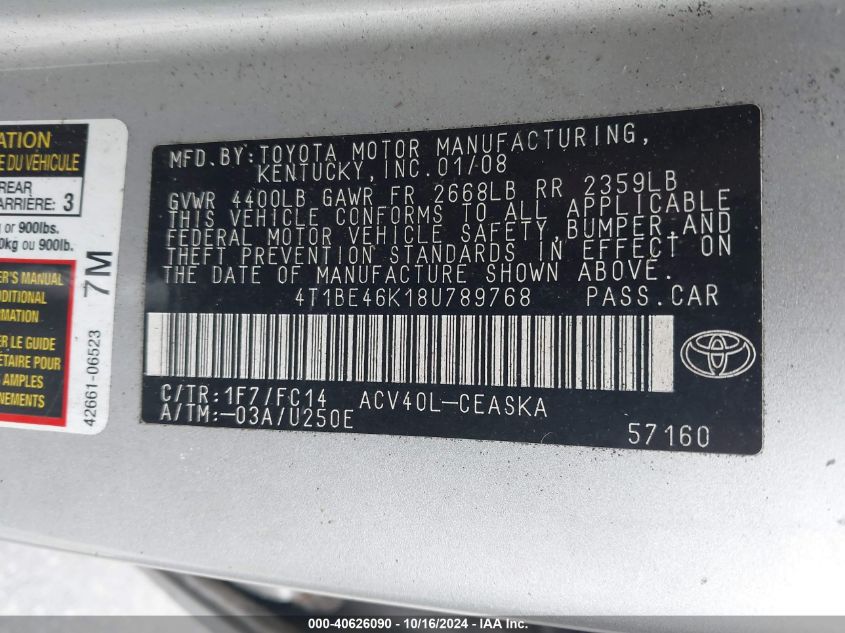 ATION
E DU VÉHICULE
REAR
ARRIÈRE: 3
or 900lbs.
0kg ou 900lb.
ER'S MANUAL
DDITIONAL
RMATION
ER LE GUIDE
ÉTAIRE POUR
S AMPLES
GNEMENTS
7M
42661-06523
MFD.BY:TOYOTA MOTOR MANUFACTURING,
KENTUCKY,INC.01/08
GVWR 4400LB GAWR FR 2668LB RR 2359LB
THIS VEHICLE CONFORMS TO ALL APPLICABLE
FEDERAL MOTOR VEHICLE SAFETY,BUMPER,AND
THEFT PREVENTION STANDARDS IN EFFECT ON
THE DATE OF MANUFACTURE SHOWN ABOVE.
4T1BE46K18U789768 PASS.CAR
C/TR:1F7/FC14 ACV40L-CEASKA
A/TM:-03A/U250E
57160
000-40626090 - 10/16/2024 - IAA Inc.